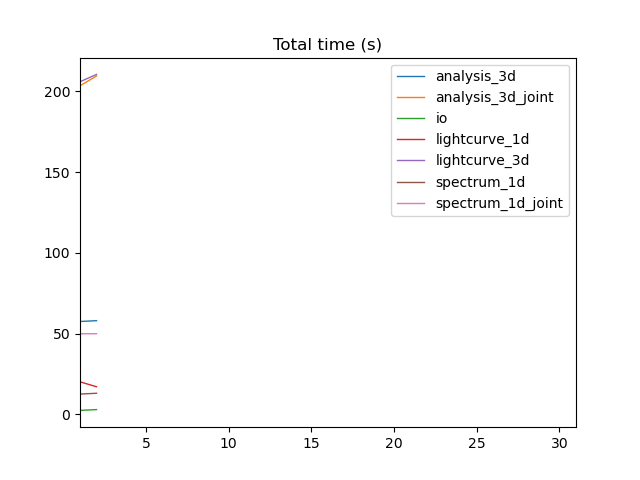 Total time (s)
analysis_3d
analysis_3d_joint
io
lightcurve_1d
lightcurve_3d
spectrum_1d
spectrum_1d_joint
200
150
100
50
0
5 10 15 20 25 30